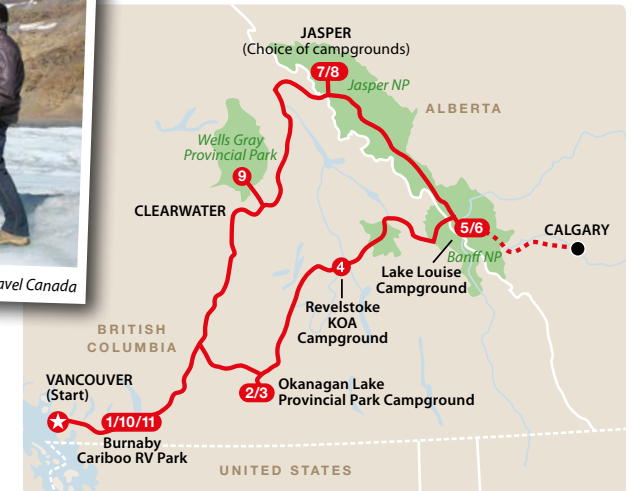 JASPER
(Choice of campgrounds)
7/8
Jasper NP
ALBERTA
Wells Gray
Provincial Park
9
CLEARWATER
5/6
CALGARY
Banff NP
Lake Louise
Campground
4
Revelstoke
KOA
Campground
avel Canada
BRITISH
COLUMBIA
VANCOUVER
(Start)
2/3
Okanagan Lake
Provincial Park Campground
1/10/11
Burnaby
Cariboo RV Park
UNITED STATES